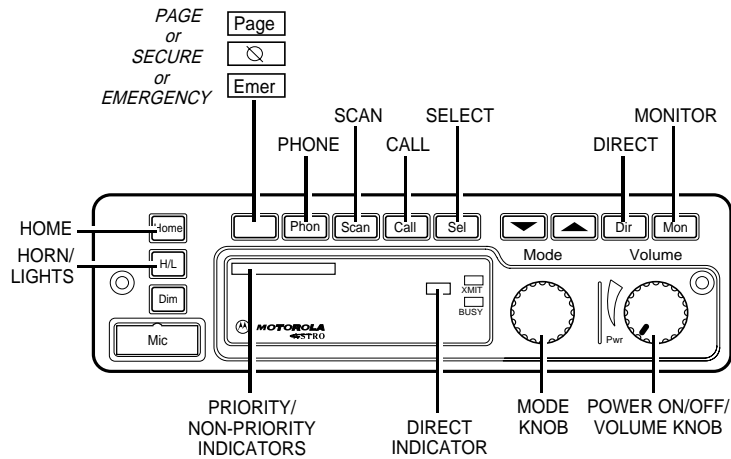 PAGE
or
SECURE
or
EMERGENCY
Page
Emer
SCAN
SELECT
MONITOR
PHONE
CALL
DIRECT
HOME
HORN/
LIGHTS
Home
H/L
Dim
Mic
Phon
Scan
Call
Sel
Dir
Mon
Mode
Volume
XMIT
BUSY
MOTOROLA
ASTRO
Pwr
PRIORITY/
NON-PRIORITY
INDICATORS
DIRECT
INDICATOR
MODE
KNOB
POWER ON/OFF/
VOLUME KNOB